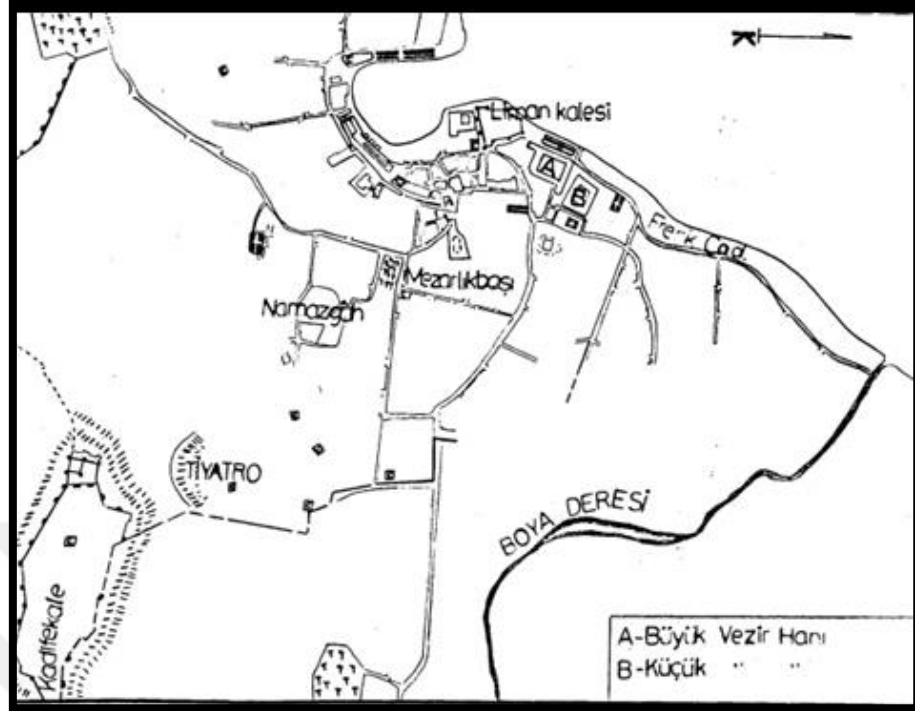 K
Liman kalesi
A
B
Frenk Cad.
Mezarlıkbaşı
Namazgâh
TİYATRO
BOYA DERESİ
Kadifekale
A-Büyük Vezir Hanı
B-Küçük " "